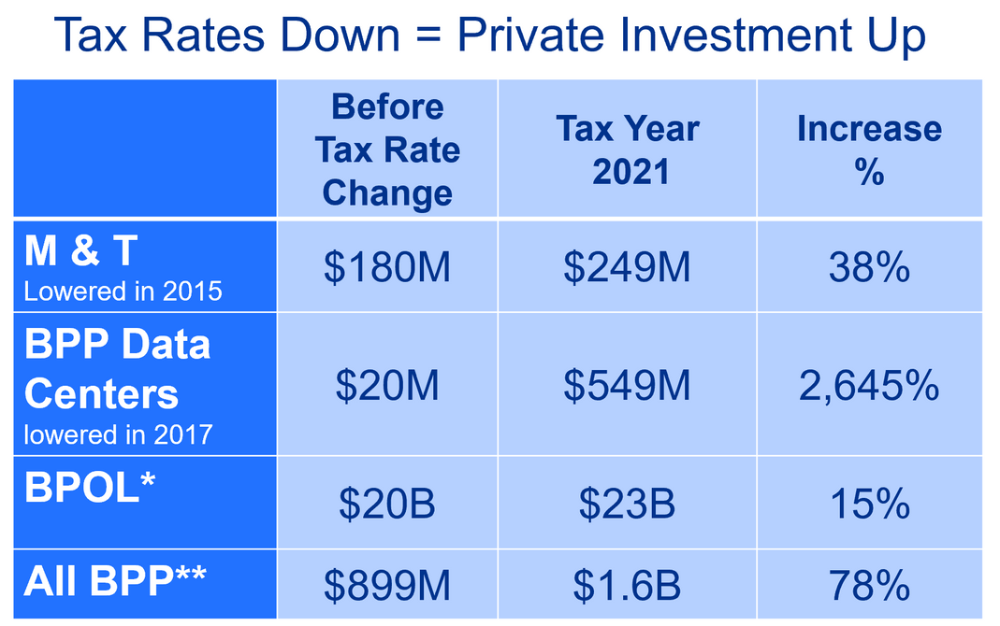 Tax Rates Down = Private Investment Up
Before
Tax Rate
Change
Tax Year
2021
Increase
%
M & T
Lowered in 2015
$180M
$249M
38%
BPP Data
Centers
lowered in 2017
$20M
$549M
2,645%
BPOL*
$20B
$23B
15%
All BPP**
$899M
$1.6B
78%